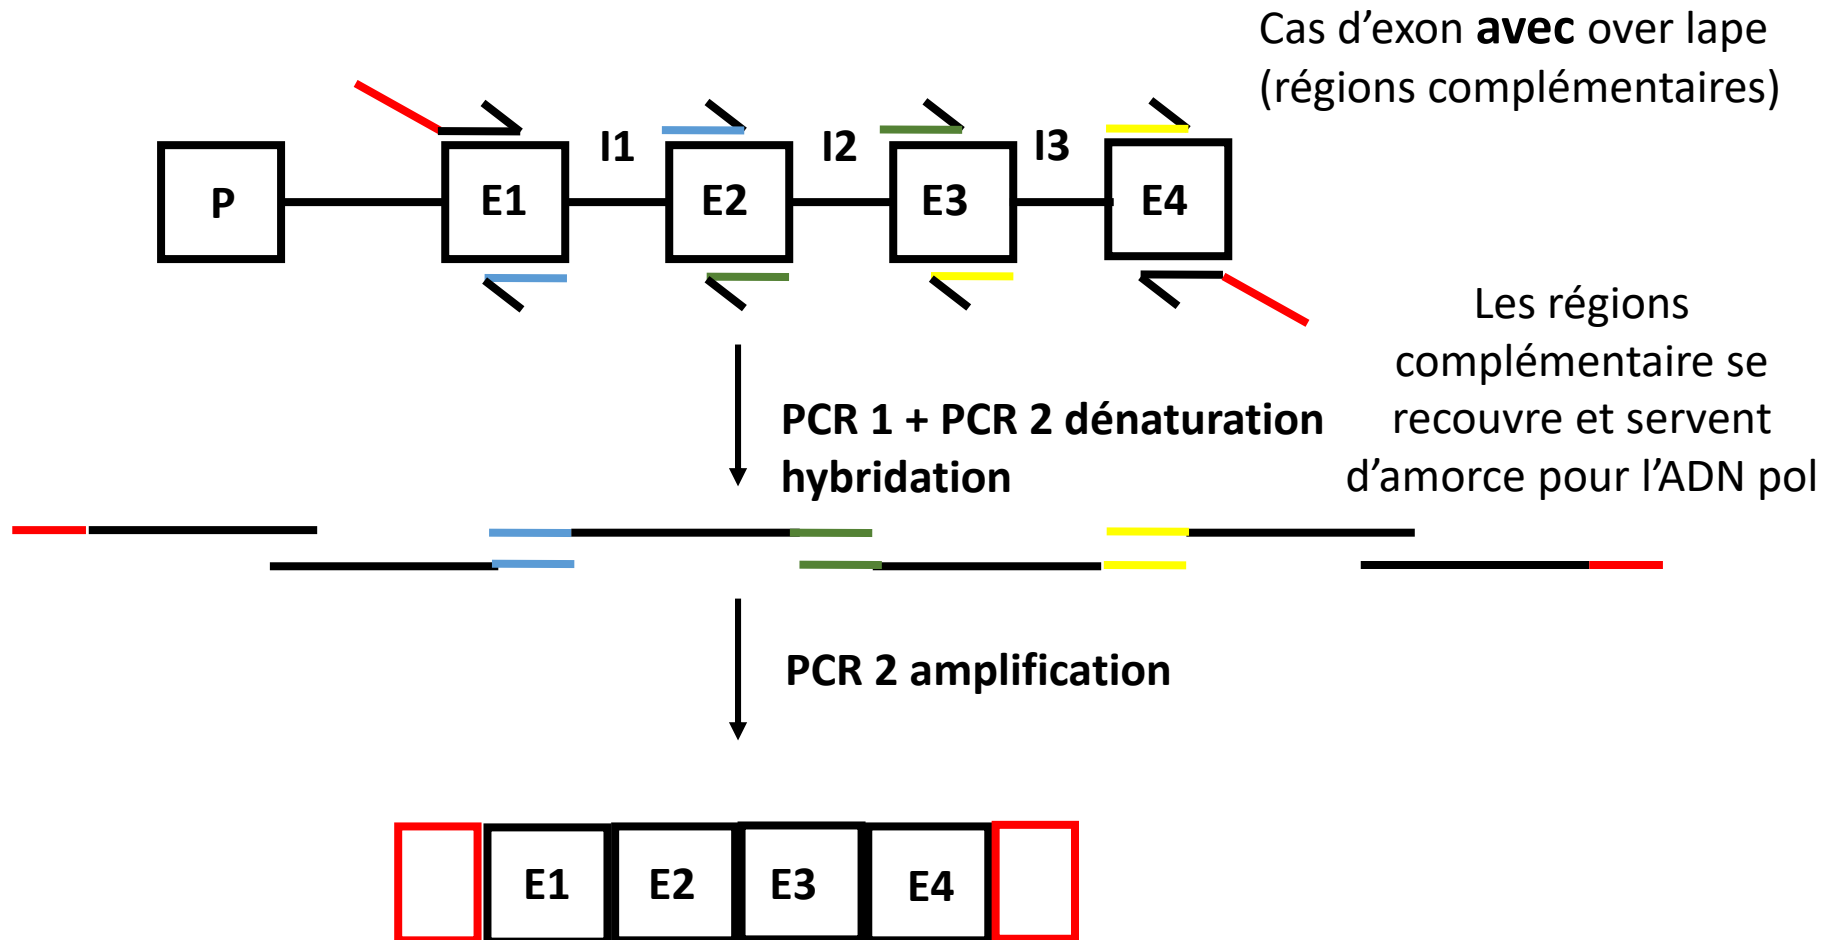 Cas d'exon avec over lape
(régions complémentaires)
I1
I2
I3
P
E1
E2
E3
E4
Les régions
complémentaire se
recouvre et servent
d'amorce pour l'ADN pol
PCR 1 + PCR 2 dénaturation
hybridation
PCR 2 amplification
E1
E2
E3
E4